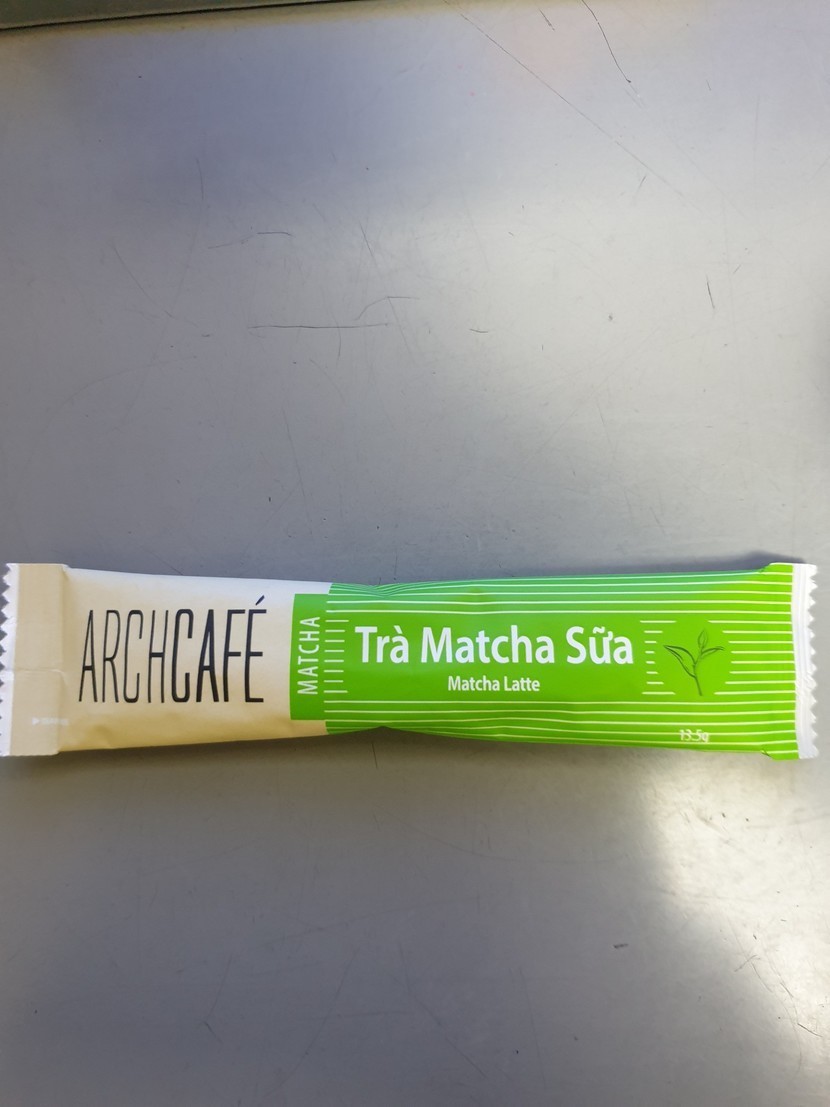 ARCHCAFÉ
MATCHA
Trà Matcha Sữa
Matcha Latte
13.5g